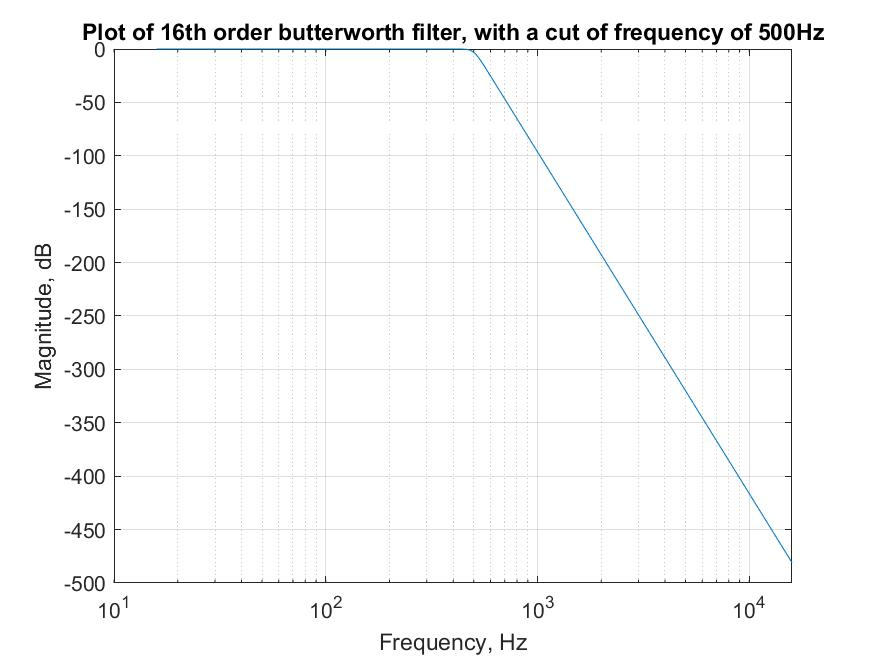 Plot of 16th order butterworth filter, with a cut of frequency of 500Hz
0
-50
-100
-150
-200
-250
-300
-350
-400
-450
-500
Magnitude, dB
10¹ 10² 10³ 10⁴
Frequency, Hz